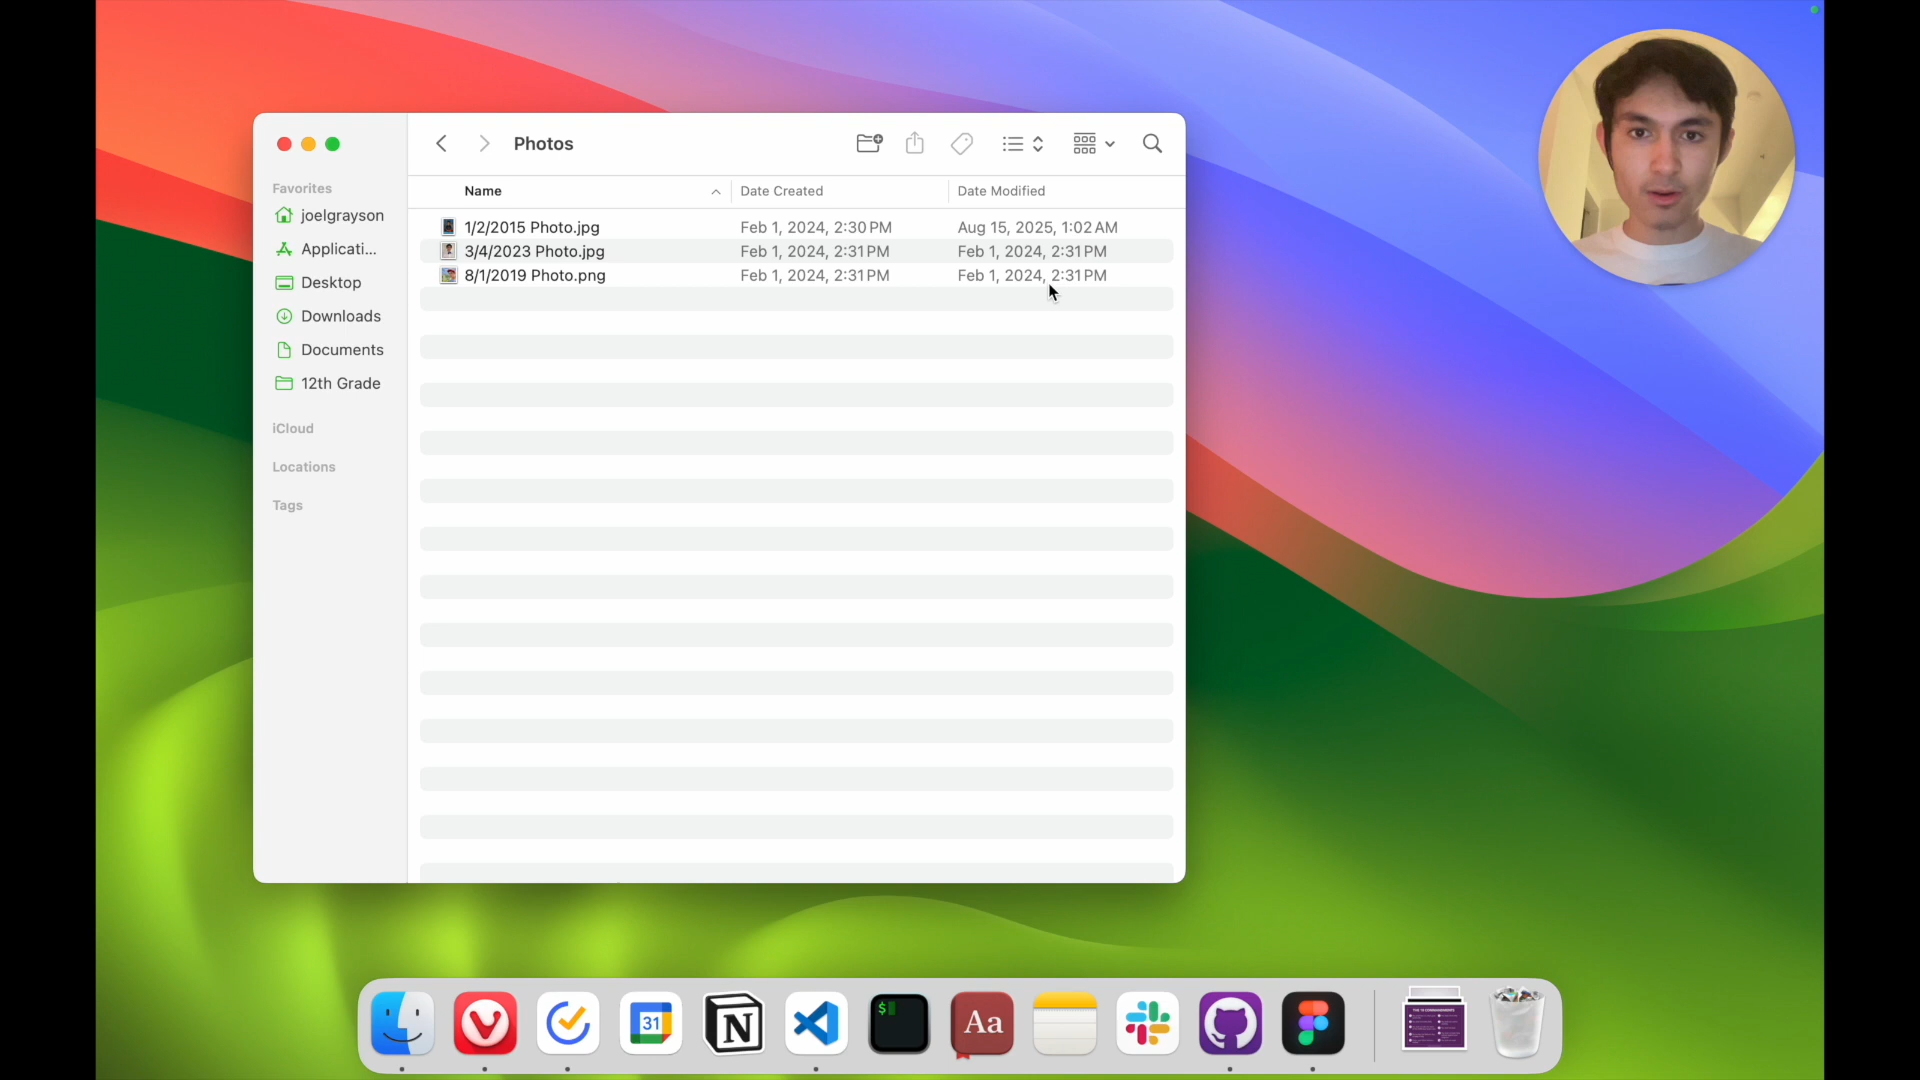 Photos
Favorites
joelgrayson
Applicati...
Desktop
Downloads
Documents
12th Grade
iCloud
Locations
Tags
Name Date Created Date Modified
1/2/2015 Photo.jpg Feb 1, 2024, 2:30 PM Aug 15, 2025, 1:02 AM
3/4/2023 Photo.jpg Feb 1, 2024, 2:31 PM Feb 1, 2024, 2:31 PM
8/1/2019 Photo.png Feb 1, 2024, 2:31 PM Feb 1, 2024, 2:31 PM
31
N
$
Aa